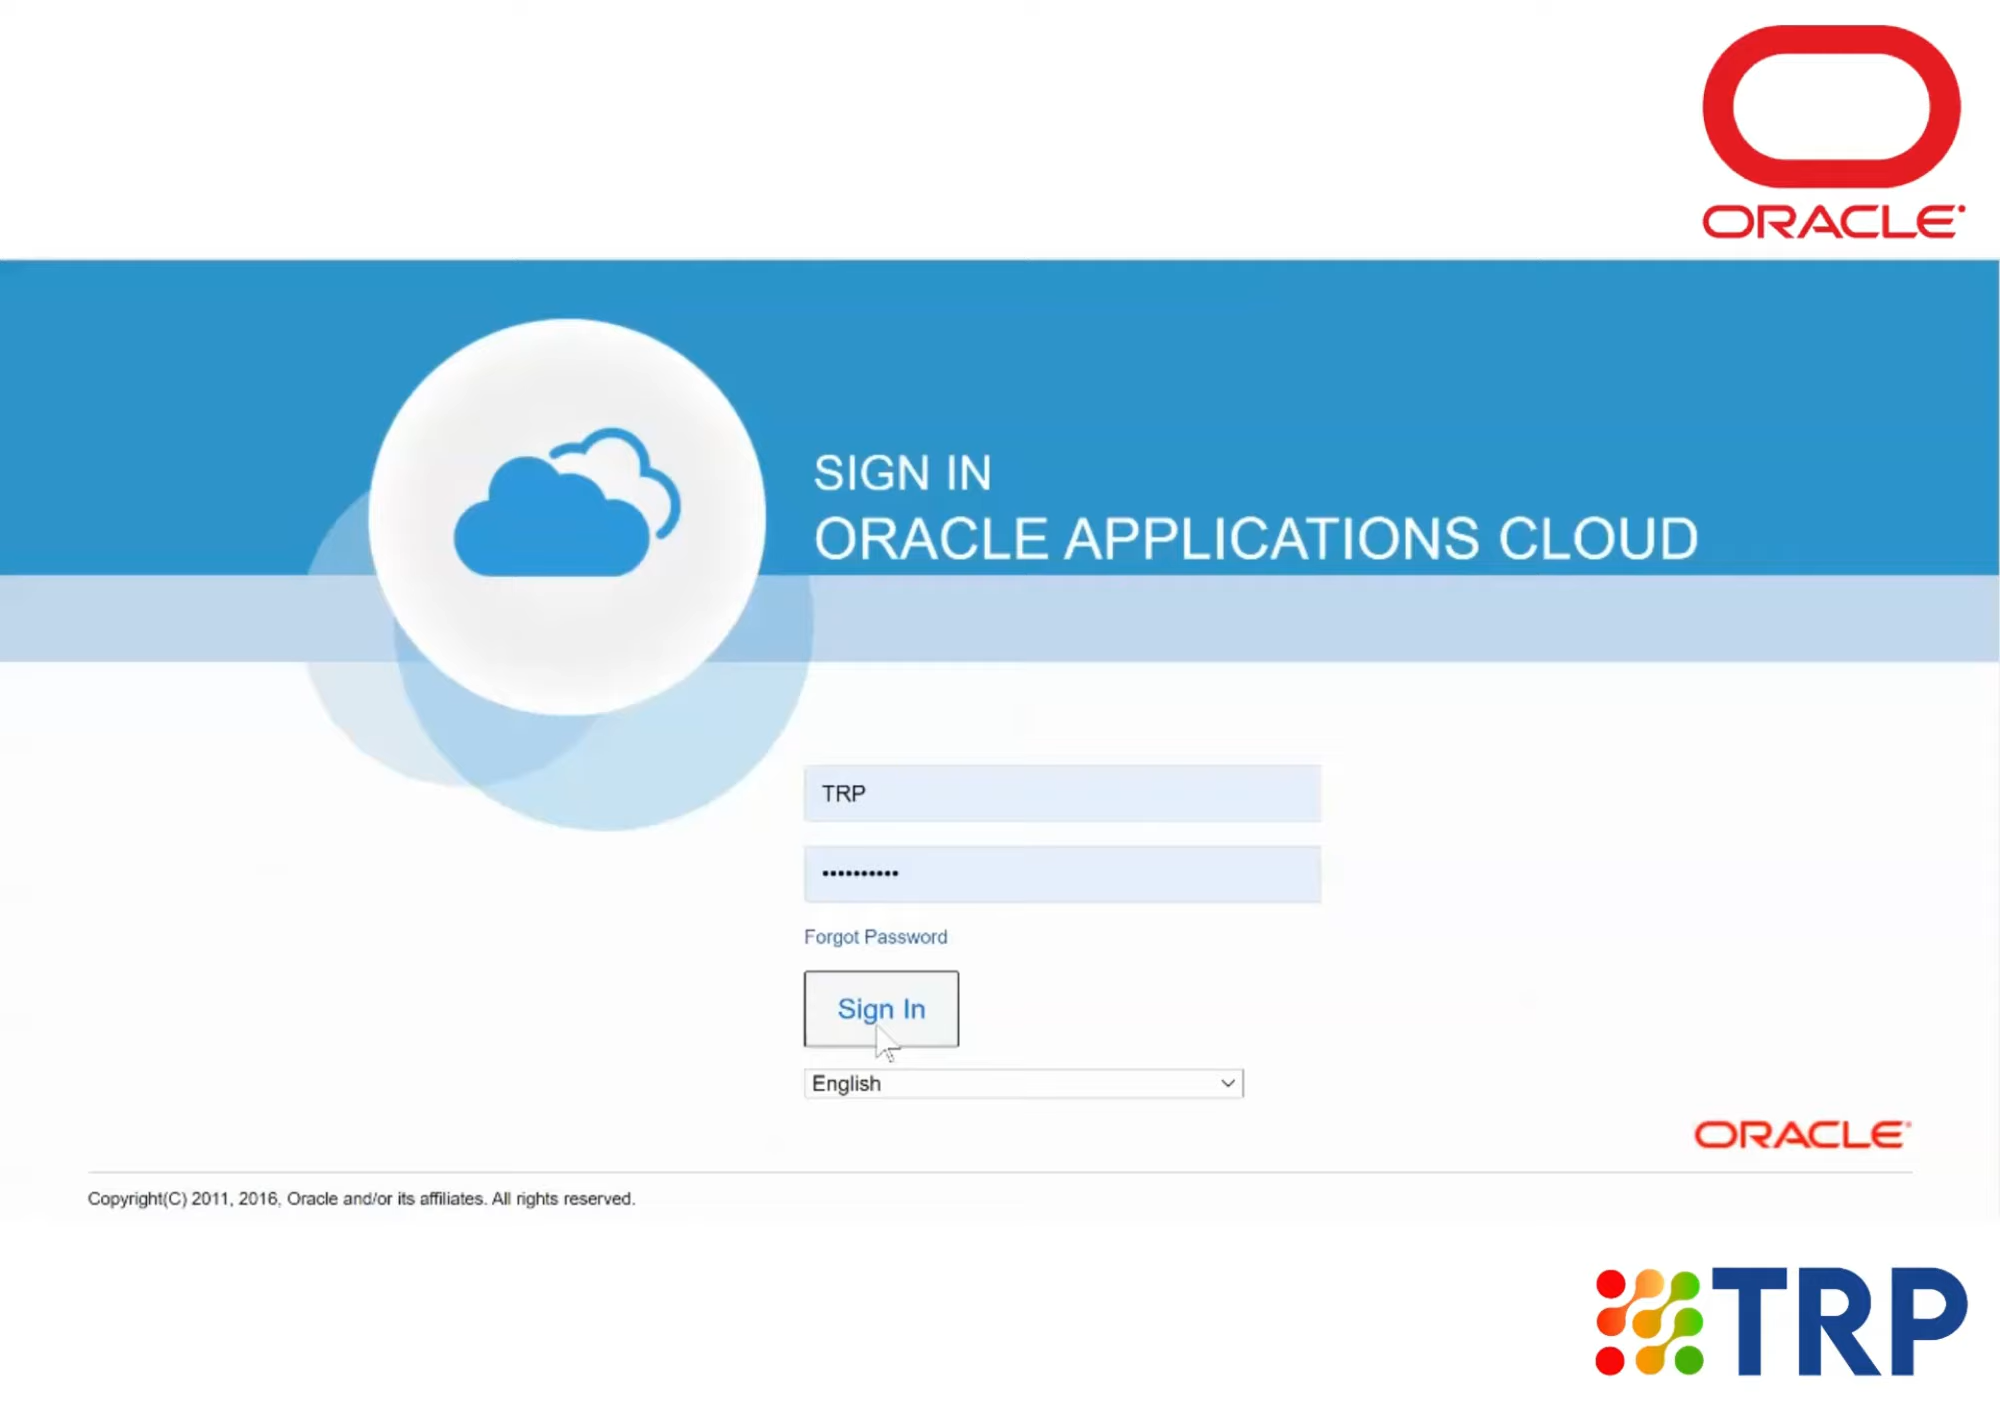 ORACLE
SIGN IN
ORACLE APPLICATIONS CLOUD
TRP
••••••••••
Forgot Password
Sign In
English
ORACLE
Copyright(C) 2011, 2016, Oracle and/or its affiliates. All rights reserved.
TRP